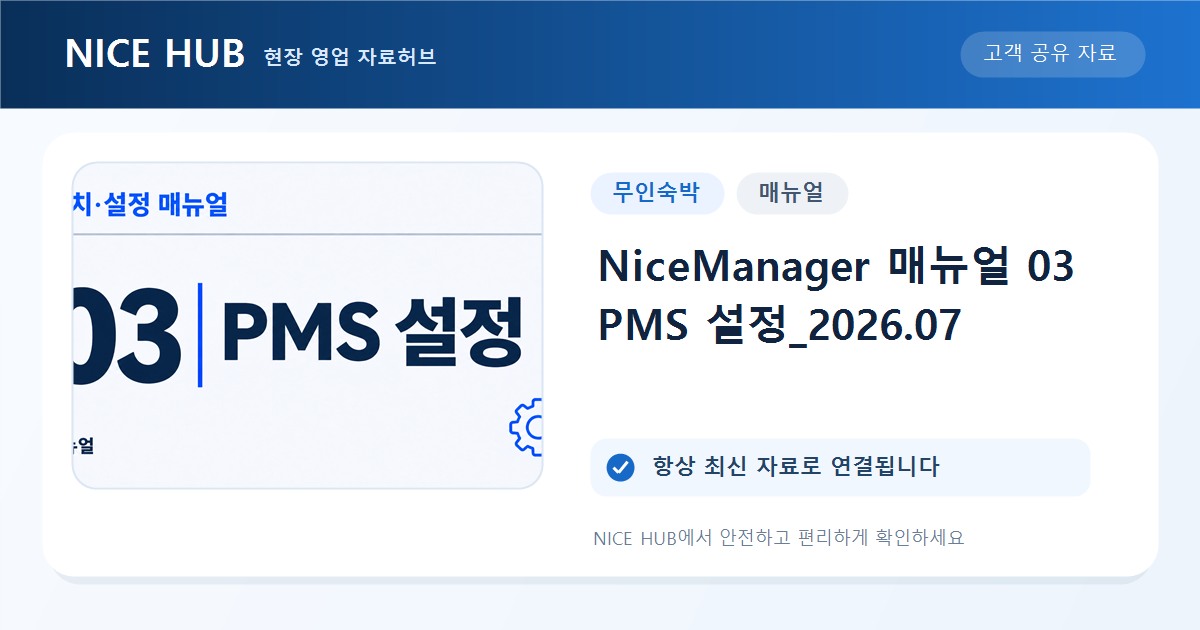 NICE HUB 현장 영업 자료허브
고객 공유 자료
치·설정 매뉴얼
03 PMS 설정
뉴얼
무인숙박 매뉴얼
NiceManager 매뉴얼 03
PMS 설정_2026.07
항상 최신 자료로 연결됩니다
NICE HUB에서 안전하고 편리하게 확인하세요